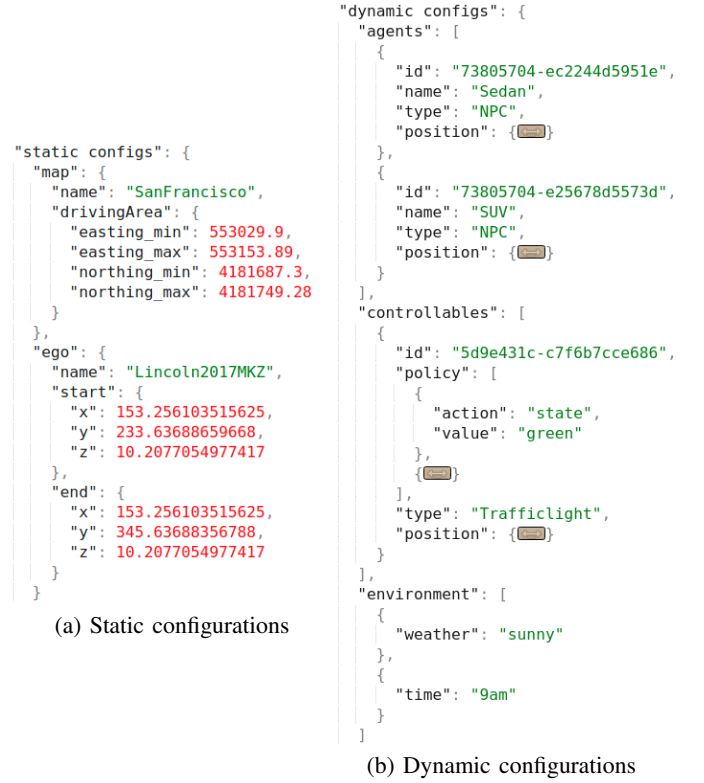 "static configs": {
"map": {
"name": "SanFrancisco",
"drivingArea": {
"easting_min": 553029.9,
"easting_max": 553153.89,
"northing_min": 4181687.3,
"northing_max": 4181749.28
}
},
"ego": {
"name": "Lincoln2017MKZ",
"start": {
"x": 153.256103515625,
"y": 233.63688659668,
"z": 10.2077054977417
},
"end": {
"x": 153.256103515625,
"y": 345.63688356788,
"z": 10.2077054977417
}
}
(a) Static configurations
"dynamic configs": {
"agents": [
{
"id": "73805704-ec2244d5951e",
"name": "Sedan",
"type": "NPC",
"position": {}
},
{
"id": "73805704-e25678d5573d",
"name": "SUV",
"type": "NPC",
"position": {}
}
],
"controllables": [
{
"id": "5d9e431c-c7f6b7cce686",
"policy": [
{
"action": "state",
"value": "green"
},
{}
],
"type": "Trafficlight",
"position": {}
}
],
"environment": [
{
"weather": "sunny"
},
{
"time": "9am"
}
]
(b) Dynamic configurations